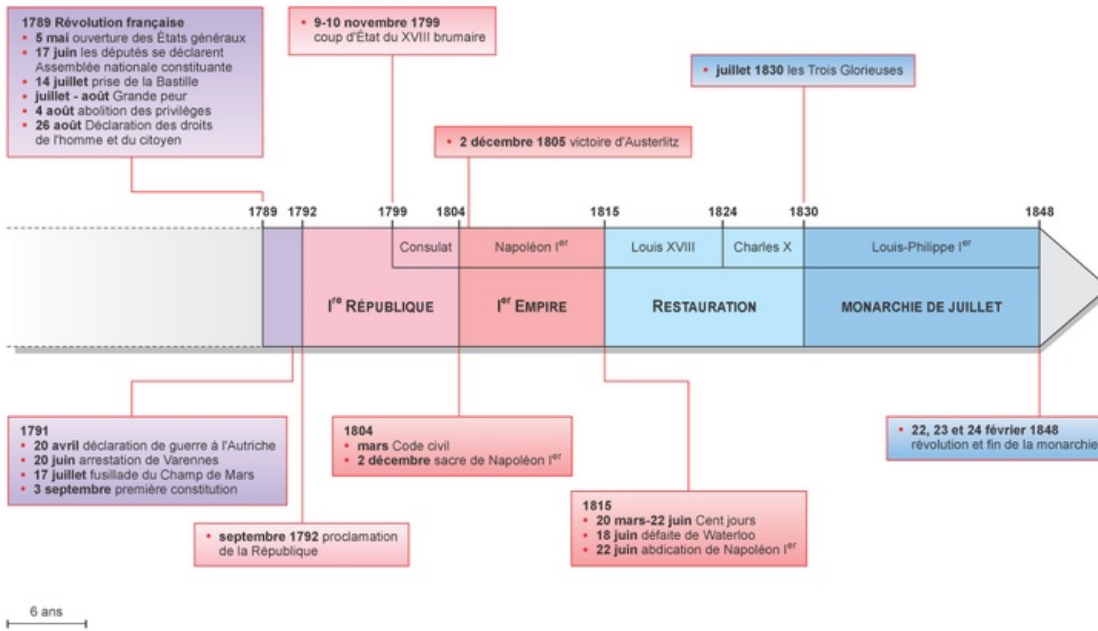 1789 Révolution française
• 5 mai ouverture des États généraux
• 17 juin les députés se déclarent
Assemblée nationale constituante
• 14 juillet prise de la Bastille
• juillet - août Grande peur
• 4 août abolition des privilèges
• 26 août Déclaration des droits
de l'homme et du citoyen
• 9-10 novembre 1799
coup d'État du XVIII brumaire
• juillet 1830 les Trois Glorieuses
• 2 décembre 1805 victoire d'Austerlitz
1789 1792 1799 1804 1815 1824 1830 1848
Consulat Napoléon Ier Louis XVIII Charles X Louis-Philippe Ier
Ire RÉPUBLIQUE Ier EMPIRE RESTAURATION MONARCHIE DE JUILLET
1791
• 20 avril déclaration de guerre à l'Autriche
• 20 juin arrestation de Varennes
• 17 juillet fusillade du Champ de Mars
• 3 septembre première constitution
• septembre 1792 proclamation
de la République
1804
• mars Code civil
• 2 décembre sacre de Napoléon Ier
1815
• 20 mars-22 juin Cent jours
• 18 juin défaite de Waterloo
• 22 juin abdication de Napoléon Ier
• 22, 23 et 24 février 1848
révolution et fin de la monarchie
6 ans